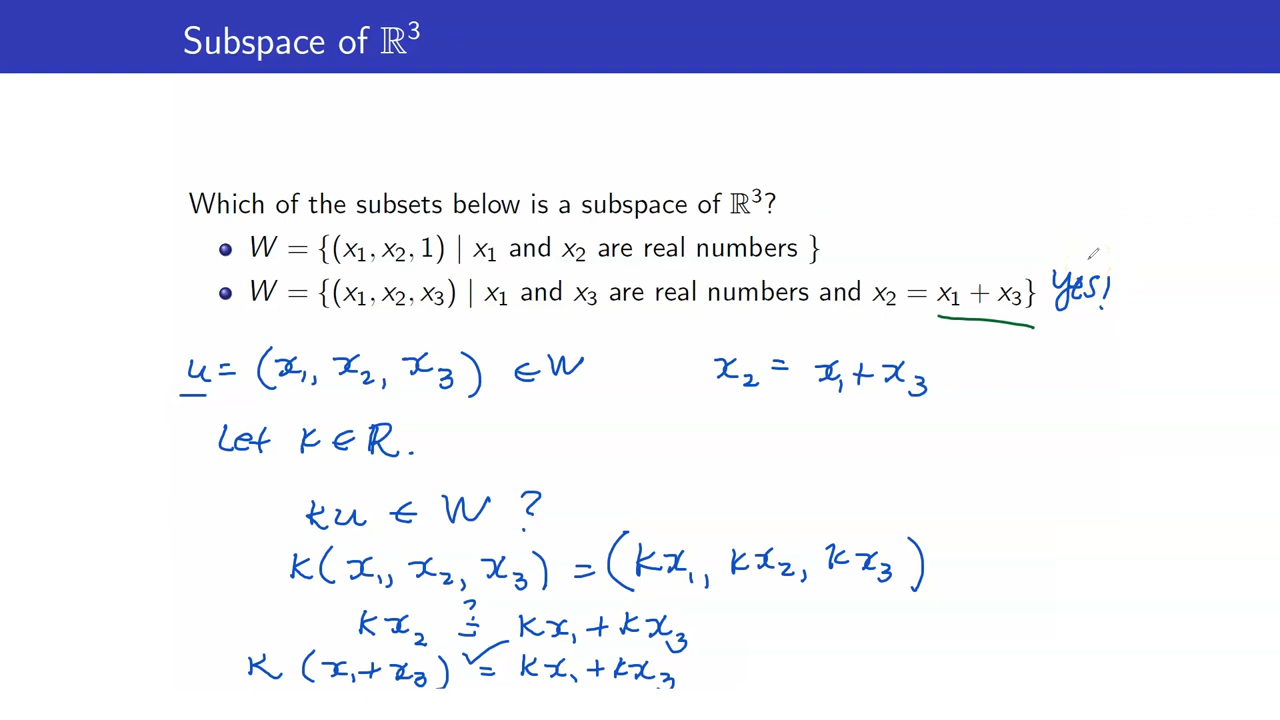 Subspace of ℝ³
Which of the subsets below is a subspace of ℝ³?
W = {(x₁, x₂, 1) | x₁ and x₂ are real numbers }
W = {(x₁, x₂, x₃) | x₁ and x₃ are real numbers and x₂ = x₁ + x₃} Yes!
u = (x₁, x₂, x₃) ∈ W x₂ = x₁ + x₃
Let k ∈ ℝ.
ku ∈ W ?
k(x₁, x₂, x₃) = (kx₁, kx₂, kx₃)
kx₂ ≟ kx₁ + kx₃
k (x₁ + x₃) ✓= kx₁ + kx₃